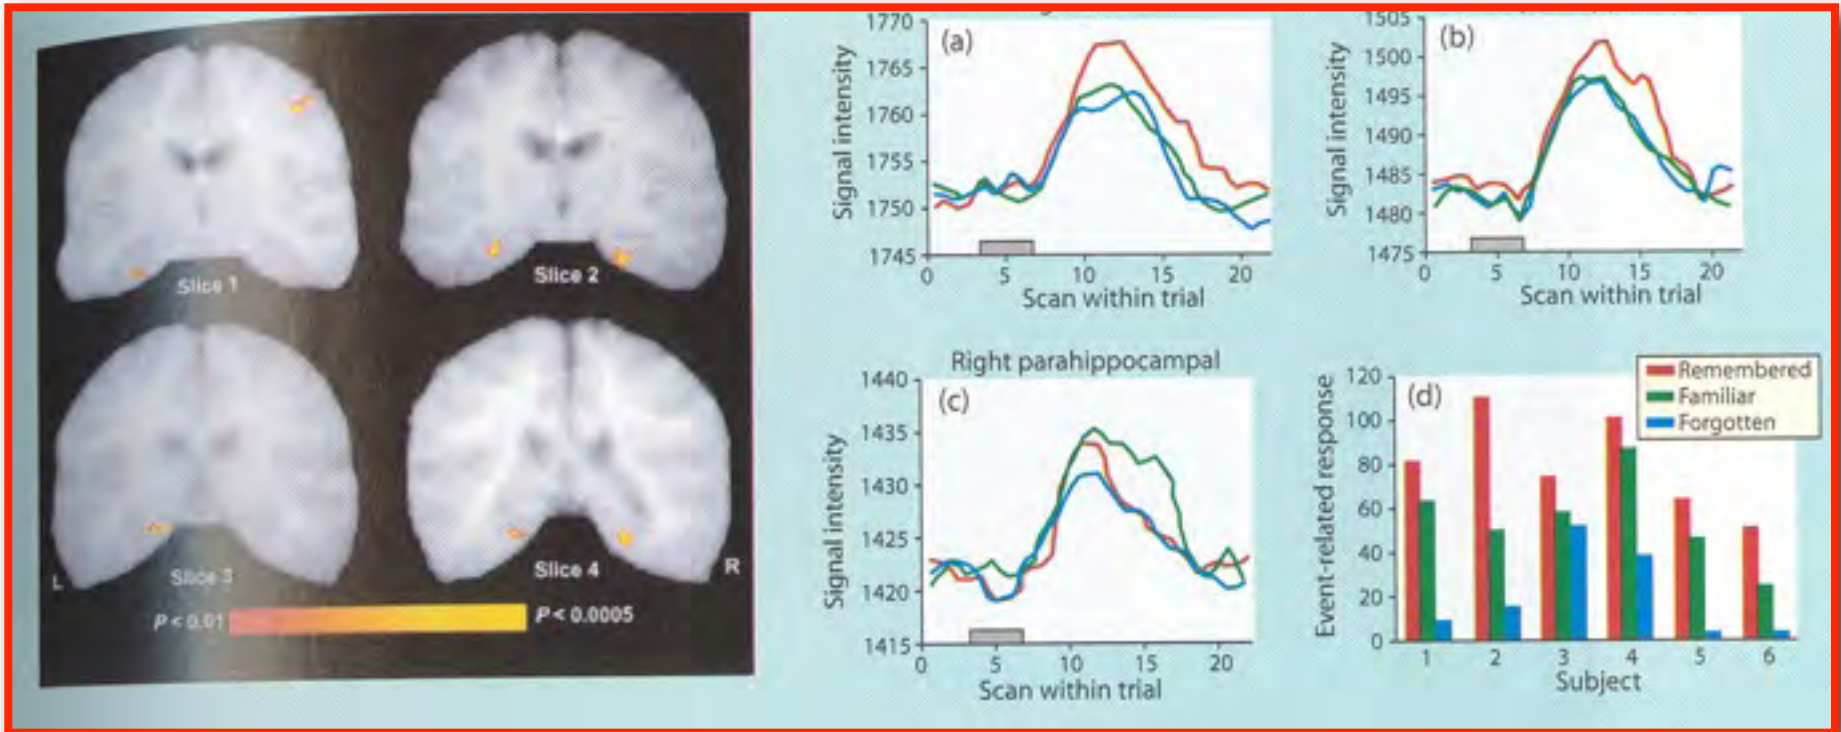 Slice 1
Slice 2
Slice 3
Slice 4
L
R
P < 0.01
P < 0.0005
(a)
Signal intensity
1770
1765
1760
1755
1750
1745
0 5 10 15 20
Scan within trial
(b)
Signal intensity
1505
1500
1495
1490
1485
1480
1475
0 5 10 15 20
Scan within trial
Right parahippocampal
(c)
Signal intensity
1440
1435
1430
1425
1420
1415
0 5 10 15 20
Scan within trial
(d)
Remembered
Familiar
Forgotten
Event-related response
120
100
80
60
40
20
0
1 2 3 4 5 6
Subject